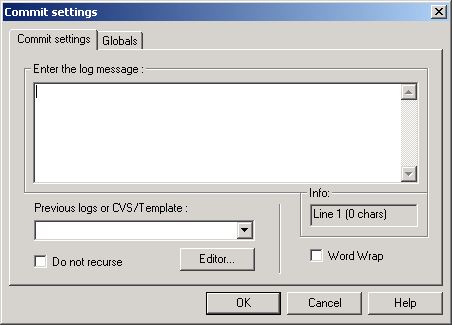 Commit settings
Commit settings Globals
Enter the log message :
Previous logs or CVS/Template :
Info:
Line 1 (0 chars)
Do not recurse
Editor...
Word Wrap
OK Cancel Help